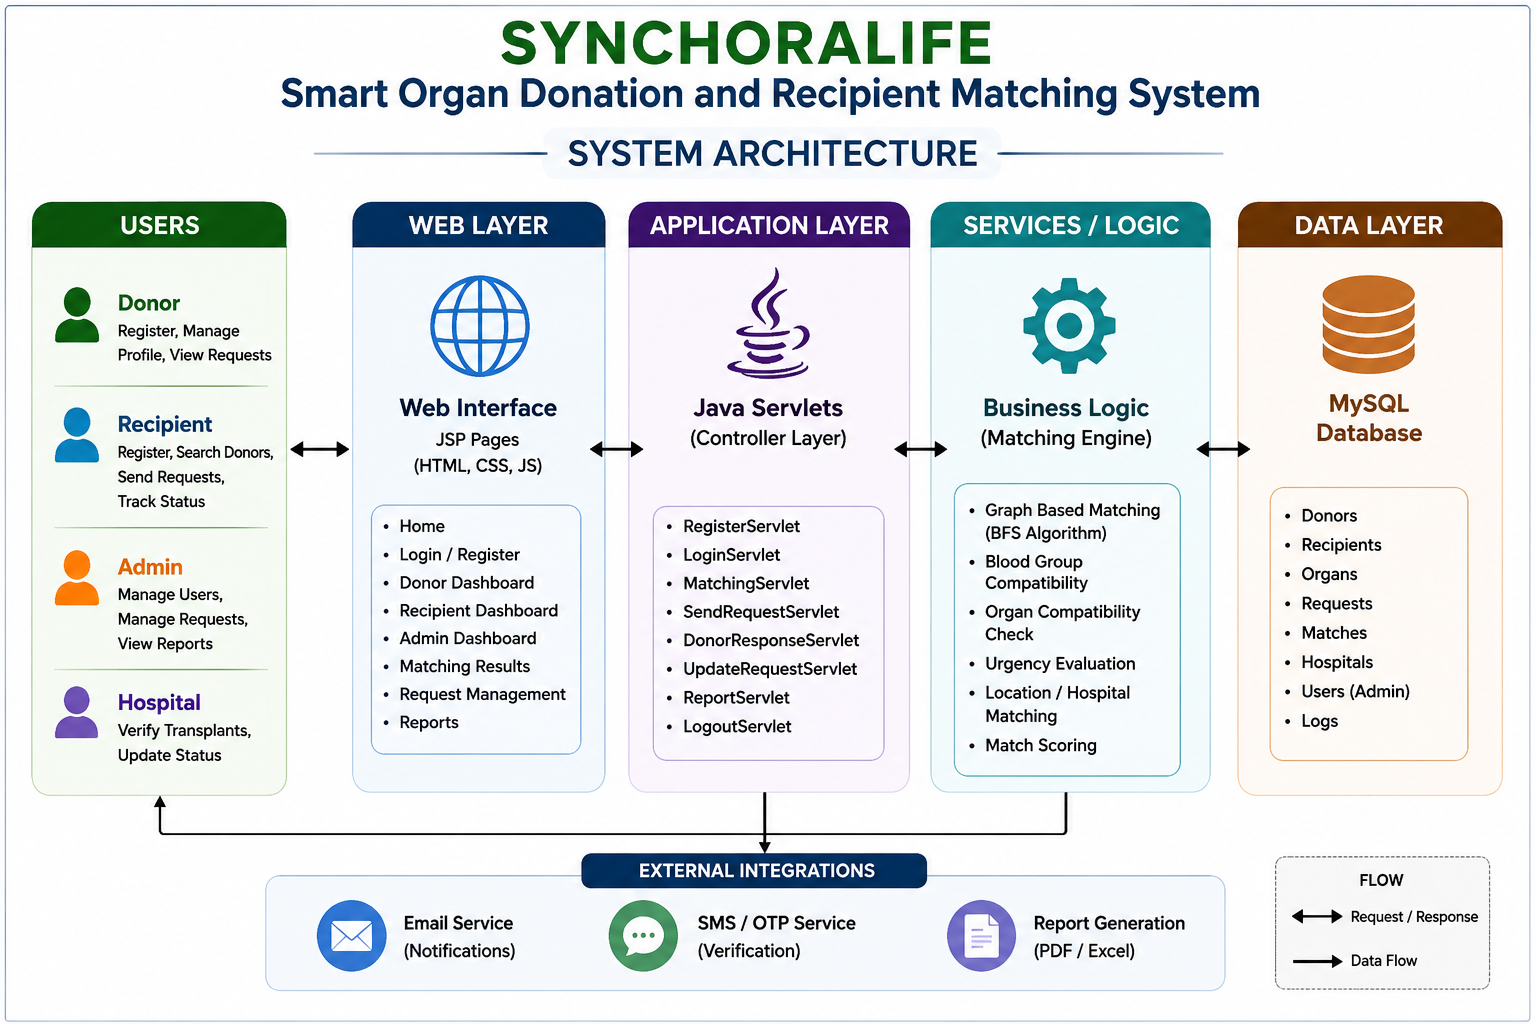 SYNCHORALIFE
Smart Organ Donation and Recipient Matching System
SYSTEM ARCHITECTURE
USERS
Donor
Register, Manage
Profile, View Requests
Recipient
Register, Search Donors,
Send Requests,
Track Status
Admin
Manage Users,
Manage Requests,
View Reports
Hospital
Verify Transplants,
Update Status
WEB LAYER
Web Interface
JSP Pages
(HTML, CSS, JS)
• Home
• Login / Register
• Donor Dashboard
• Recipient Dashboard
• Admin Dashboard
• Matching Results
• Request Management
• Reports
APPLICATION LAYER
Java Servlets
(Controller Layer)
• RegisterServlet
• LoginServlet
• MatchingServlet
• SendRequestServlet
• DonorResponseServlet
• UpdateRequestServlet
• ReportServlet
• LogoutServlet
SERVICES / LOGIC
Business Logic
(Matching Engine)
• Graph Based Matching
(BFS Algorithm)
• Blood Group
Compatibility
• Organ Compatibility
Check
• Urgency Evaluation
• Location / Hospital
Matching
• Match Scoring
DATA LAYER
MySQL
Database
• Donors
• Recipients
• Organs
• Requests
• Matches
• Hospitals
• Users (Admin)
• Logs
EXTERNAL INTEGRATIONS
Email Service
(Notifications)
SMS / OTP Service
(Verification)
Report Generation
(PDF / Excel)
FLOW
Request / Response
Data Flow